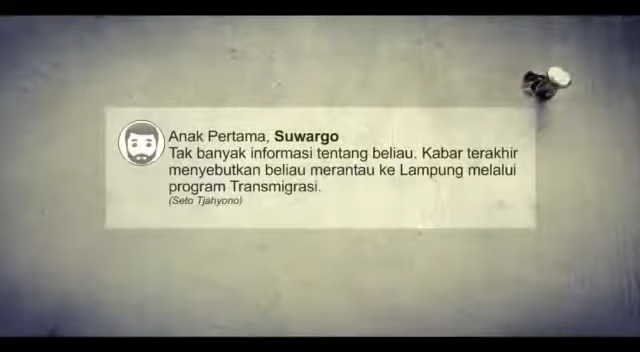 Anak Pertama, Suwargo
Tak banyak informasi tentang beliau. Kabar terakhir
menyebutkan beliau merantau ke Lampung melalui
program Transmigrasi.
(Seto Tjahyono)